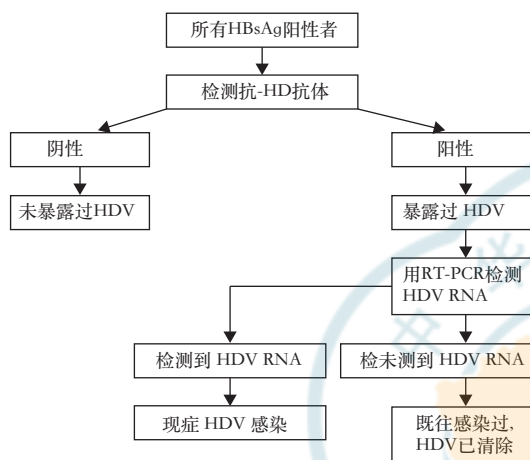 所有HBsAg阳性者
检测抗-HD抗体
阴性
阳性
未暴露过HDV
暴露过 HDV
用RT-PCR检测
HDV RNA
检测到 HDV RNA
检未测到 HDV RNA
现症 HDV 感染
既往感染过,
HDV已清除
中华